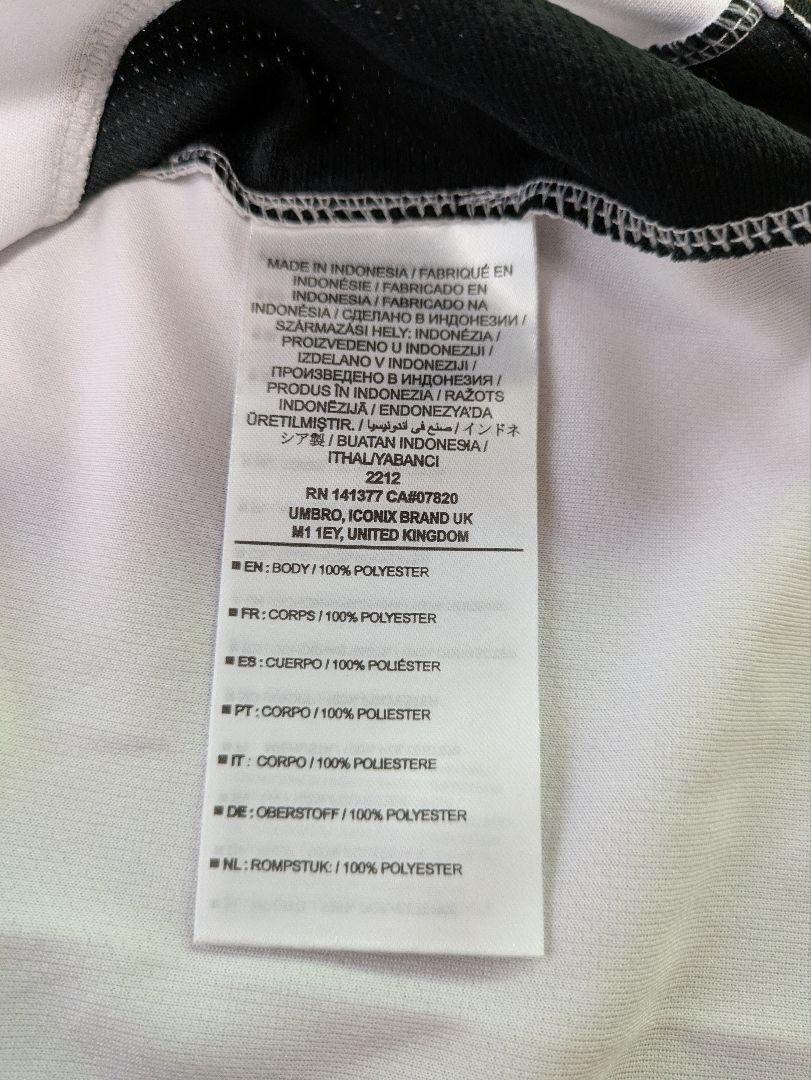 MADE IN INDONESIA / FABRIQUÉ EN
INDONÉSIE / FABRICADO EN
INDONESIA / FABRICADO NA
INDONÉSIA / СДЕЛАНО В ИНДОНЕЗИИ /
SZÁRMAZÁSI HELY: INDONÉZIA /
PROIZVEDENO U INDONEZIJI /
IZDELANO V INDONEZIJI /
ПРОИЗВЕДЕНО В ИНДОНЕЗИЯ /
PRODUS ÎN INDONEZIA / RAŽOTS
INDONĒZIJĀ / ENDONEZYA'DA
ÜRETILMIŞTIR. / صنع في اندونيسيا / インドネ
シア製 / BUATAN INDONESIA /
ITHAL/YABANCI
2212
RN 141377 CA#07820
UMBRO, ICONIX BRAND UK
M1 1EY, UNITED KINGDOM
EN : BODY / 100% POLYESTER
FR : CORPS / 100% POLYESTER
ES : CUERPO / 100% POLIÉSTER
PT : CORPO / 100% POLIESTER
IT : CORPO / 100% POLIESTERE
DE : OBERSTOFF / 100% POLYESTER
NL : ROMPSTUK: / 100% POLYESTER